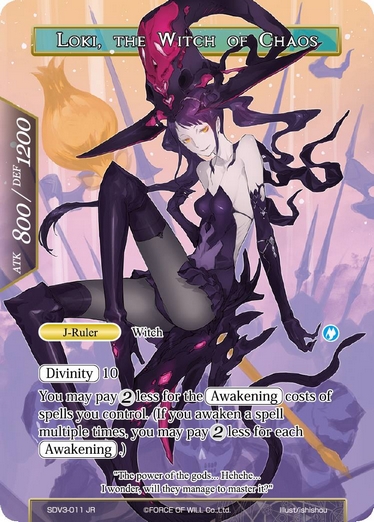 Loki, the Witch of Chaos
ATK 800 / DEF 1200
J-Ruler Witch
Divinity 10
You may pay 2 less for the Awakening costs of
spells you control. (If you awaken a spell
multiple times, you may pay 2 less for each
Awakening.)
"The power of the gods... Hehehe...
I wonder, will they manage to master it?"
SDV3-011 JR ©FORCE OF WILL Co.,Ltd. Illust/ishishou